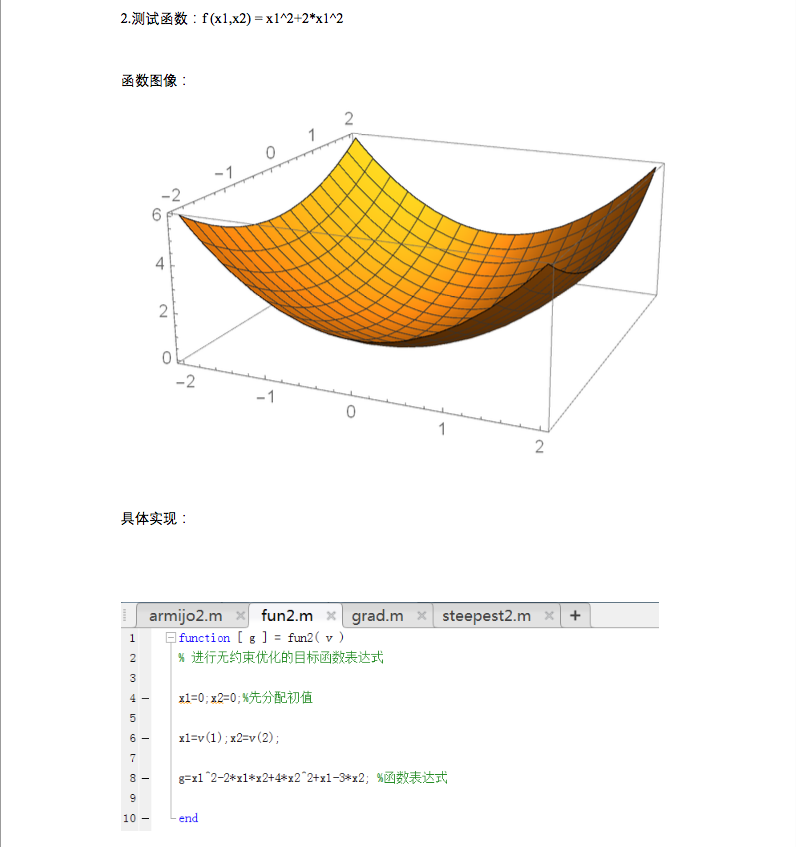 2.测试函数：f (x1,x2) = x1^2+2*x1^2
函数图像：
2
1
0
−1
−2
6
4
2
0
−2
−1
0
1
2
具体实现：
armijo2.m × fun2.m × grad.m × steepest2.m × +
1 function [ g ] = fun2( v )
2 % 进行无约束优化的目标函数表达式
3
4 — x1=0;x2=0;%先分配初值
5
6 — x1=v(1);x2=v(2);
7
8 — g=x1^2-2*x1*x2+4*x2^2+x1-3*x2; %函数表达式
9
10 — end